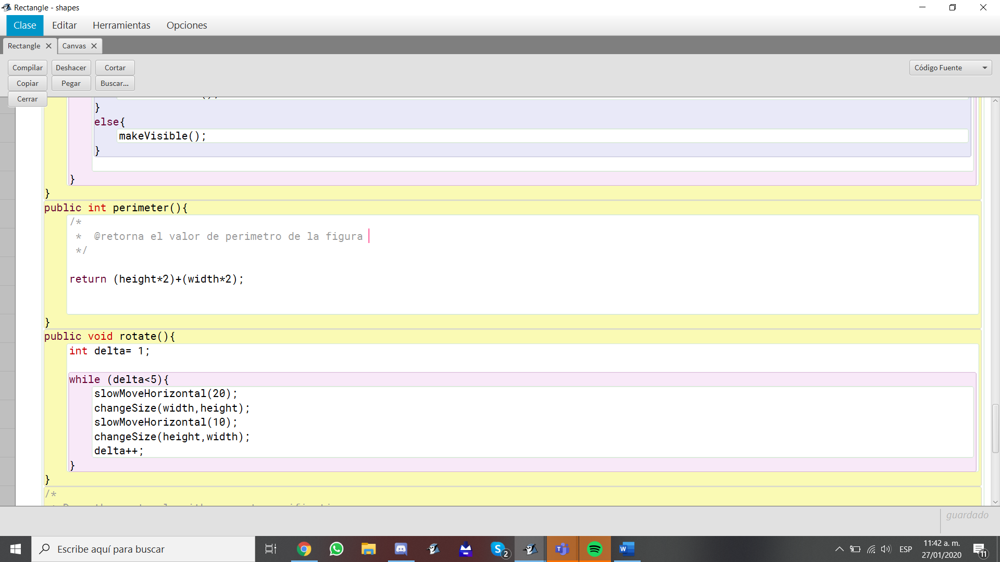 Rectangle - shapes
Clase Editar Herramientas Opciones
Rectangle Canvas
Compilar Deshacer Cortar
Código Fuente
Copiar Pegar Buscar...
Cerrar
}
else{
makeVisible();
}
}
}
public int perimeter(){
/*
* @retorna el valor de perimetro de la figura
*/
return (height*2)+(width*2);
}
public void rotate(){
int delta= 1;
while (delta<5){
slowMoveHorizontal(20);
changeSize(width,height);
slowMoveHorizontal(10);
changeSize(height,width);
delta++;
}
}
/*
guardado
Escribe aquí para buscar
2
ESP
11:42 a. m.
27/01/2020
11